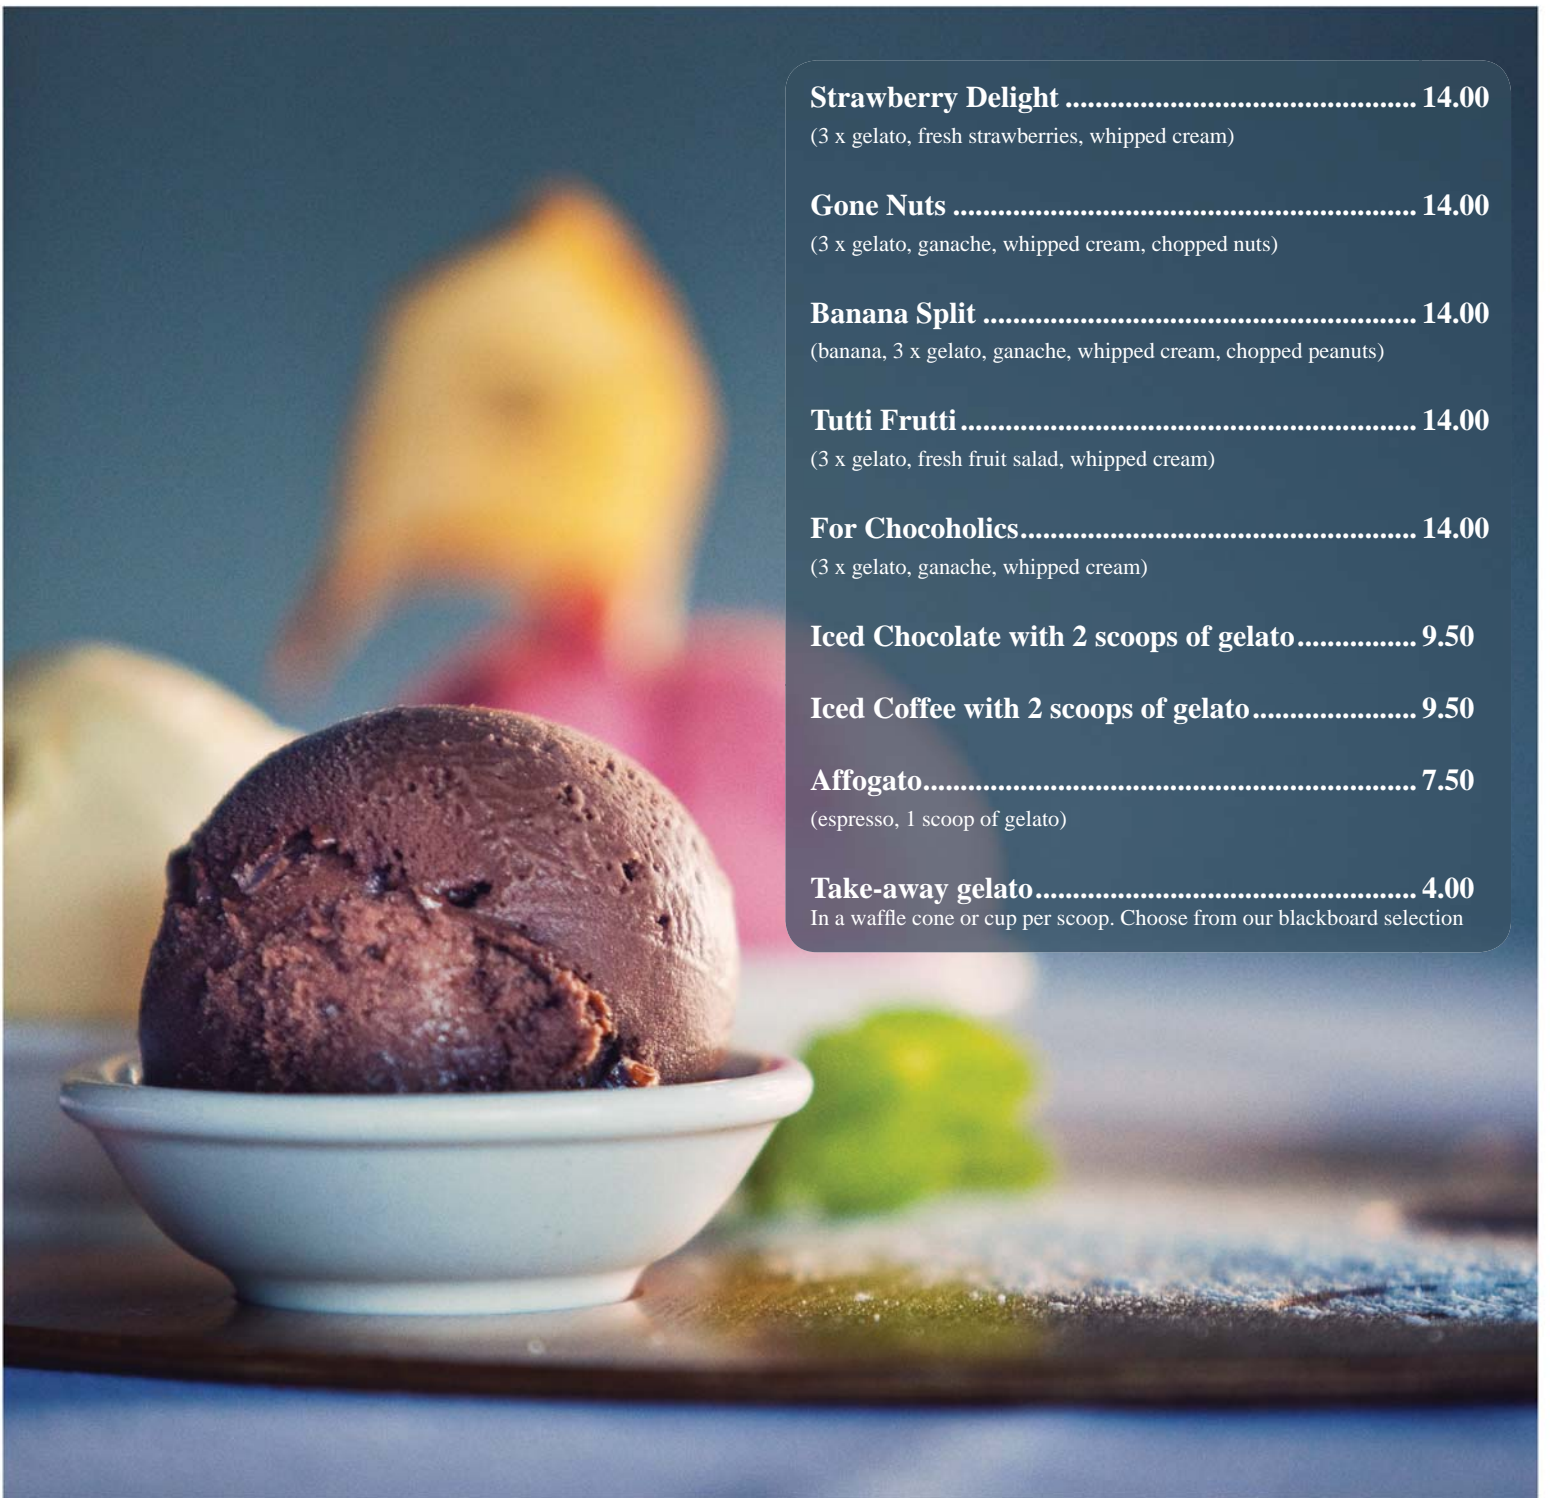 Strawberry Delight ............................................... 14.00
(3 x gelato, fresh strawberries, whipped cream)
Gone Nuts .............................................................. 14.00
(3 x gelato, ganache, whipped cream, chopped nuts)
Banana Split .......................................................... 14.00
(banana, 3 x gelato, ganache, whipped cream, chopped peanuts)
Tutti Frutti ............................................................. 14.00
(3 x gelato, fresh fruit salad, whipped cream)
For Chocoholics..................................................... 14.00
(3 x gelato, ganache, whipped cream)
Iced Chocolate with 2 scoops of gelato................ 9.50
Iced Coffee with 2 scoops of gelato...................... 9.50
Affogato.................................................................. 7.50
(espresso, 1 scoop of gelato)
Take-away gelato................................................... 4.00
In a waffle cone or cup per scoop. Choose from our blackboard selection